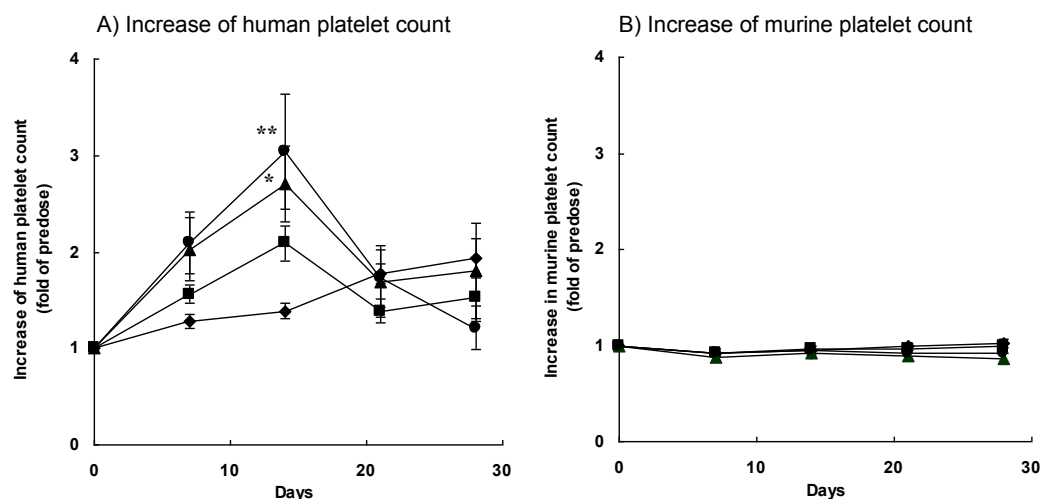 A) Increase of human platelet count
Increase of human platelet count
(fold of predose)
4
3
2
1
0
**
*
0
10
20
30
Days
B) Increase of murine platelet count
Increase in murine platelet count
(fold of predose)
4
3
2
1
0
0
10
20
30
Days